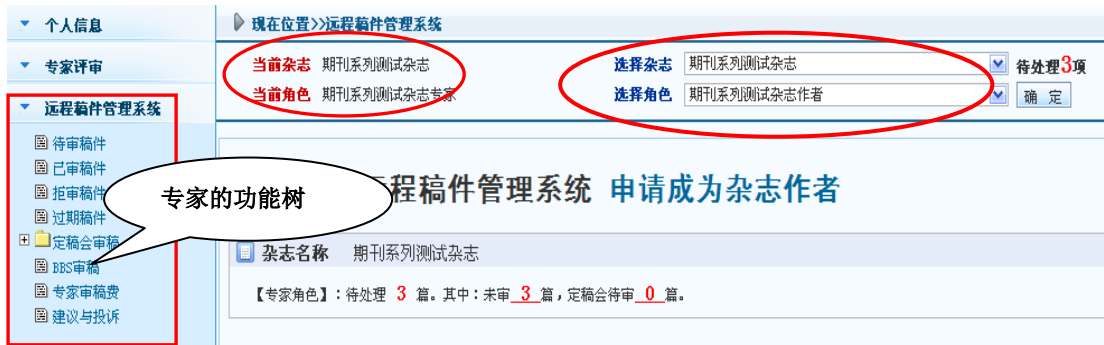 个人信息
专家评审
远程稿件管理系统
待审稿件
已审稿件
拒审稿件
过期稿件
定稿会审稿
BBS审稿
专家审稿费
建议与投诉
专家的功能树
现在位置>>远程稿件管理系统
当前杂志 期刊系列测试杂志
当前角色 期刊系列测试杂志专家
选择杂志 期刊系列测试杂志 待处理3项
选择角色 期刊系列测试杂志作者 确 定
程稿件管理系统 申请成为杂志作者
杂志名称 期刊系列测试杂志
【专家角色】:待处理 3 篇。其中:未审 3 篇,定稿会待审 0 篇。